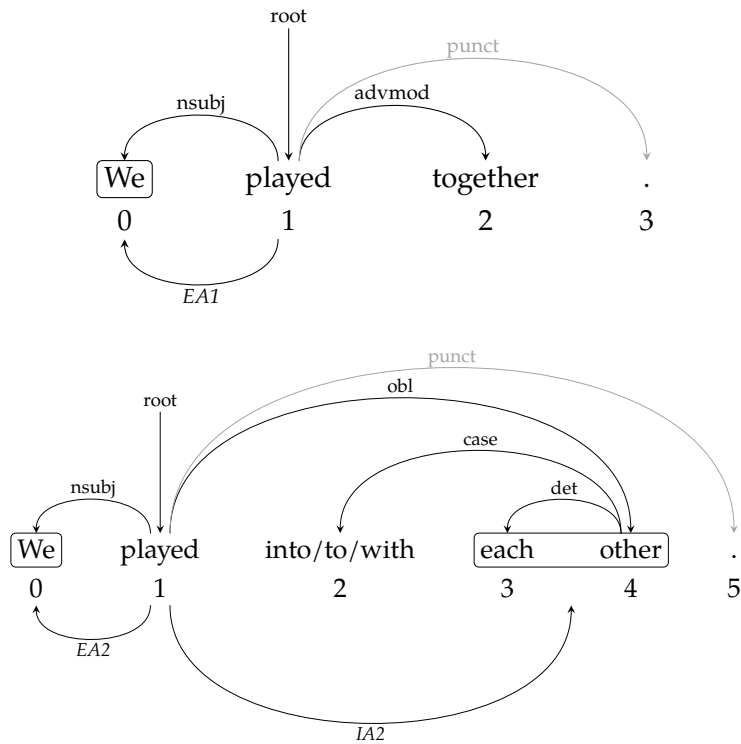 root
punct
nsubj
advmod
We played together .
0 1 2 3
EA1
punct
obl
root
case
nsubj
det
We played into/to/with each other .
0 1 2 3 4 5
EA2
IA2